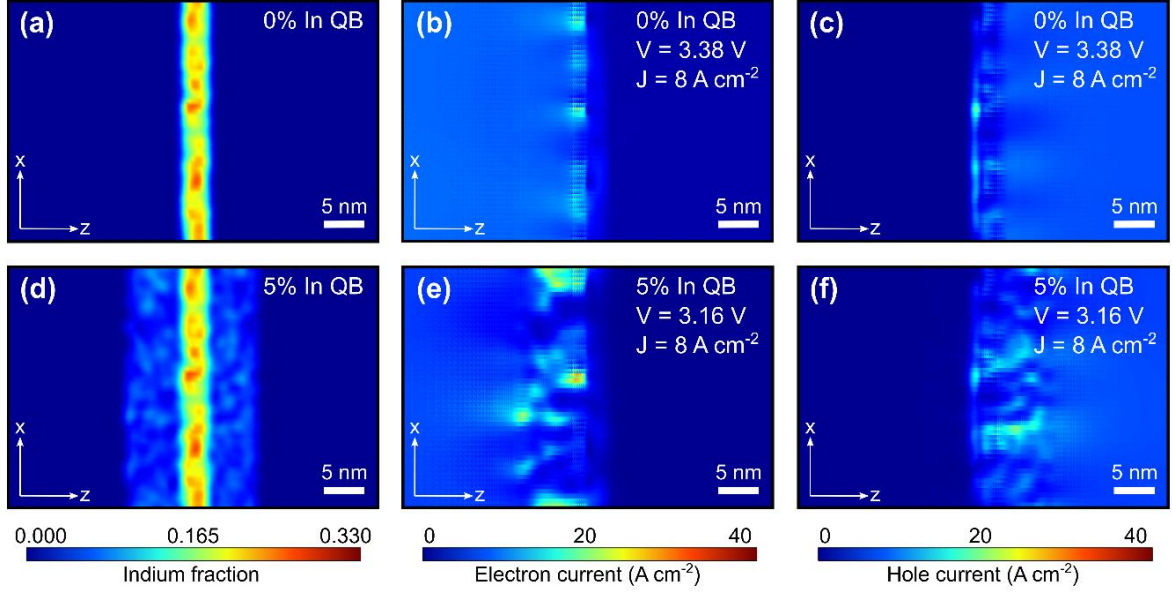 (a)
0% In QB
x
z
5 nm
(b)
0% In QB
V = 3.38 V
J = 8 A cm⁻²
x
z
5 nm
(c)
0% In QB
V = 3.38 V
J = 8 A cm⁻²
x
z
5 nm
(d)
5% In QB
x
z
5 nm
(e)
5% In QB
V = 3.16 V
J = 8 A cm⁻²
x
z
5 nm
(f)
5% In QB
V = 3.16 V
J = 8 A cm⁻²
x
z
5 nm
0.000 0.165 0.330
Indium fraction
0 20 40
Electron current (A cm⁻²)
0 20 40
Hole current (A cm⁻²)